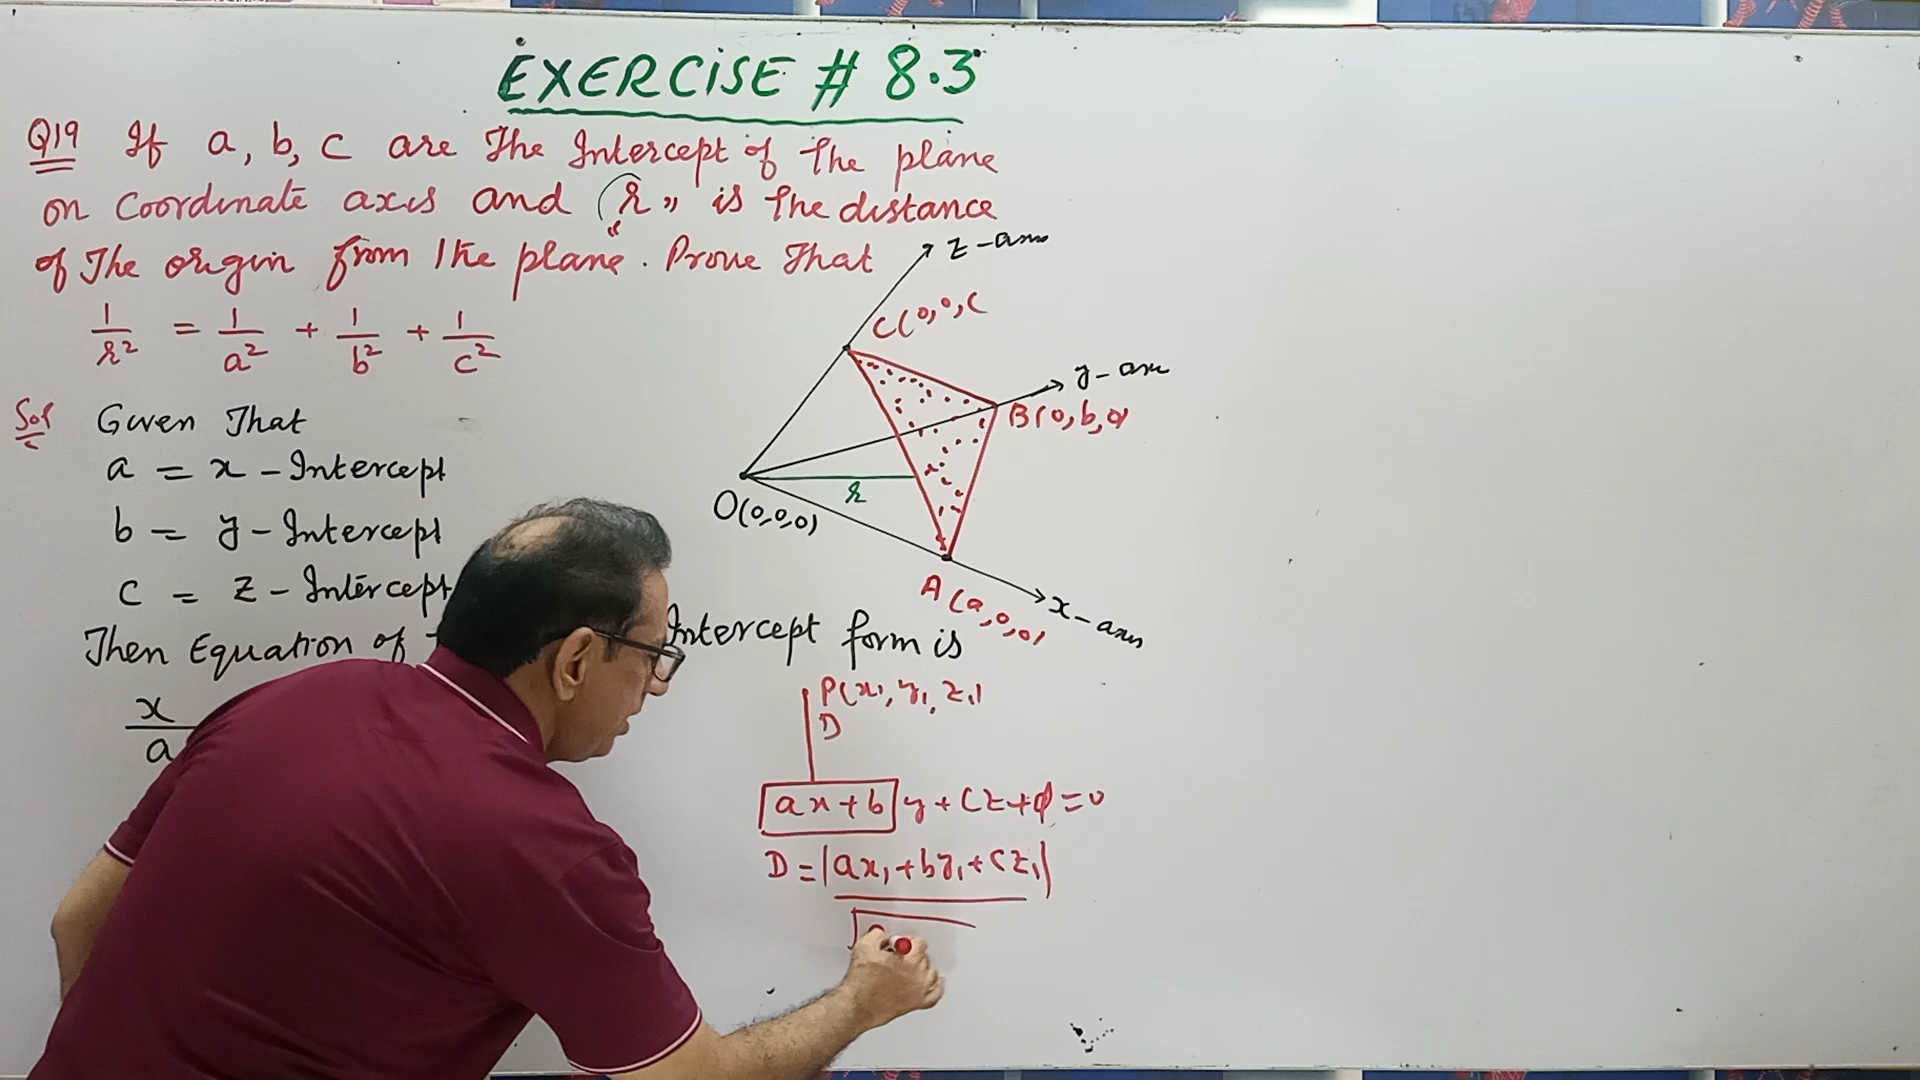 EXERCISE # 8.3
Q19 If a, b, c are The Intercept of The plane
on Coordinate axis and "r" is The distance
of The origin from The plane. Prove That
1/r² = 1/a² + 1/b² + 1/c²
Sol Given That
a = x - Intercept
b = y - Intercept
c = z - Intercept
Then Equation of
Intercept form is
x/a
z-axis
C(0,0,C
y-axis
B(0,b,0)
r
O(0,0,0)
A(a,0,0)
x-axis
P(x₁, y₁, z₁)
D
ax+by+cz+d=0
D=|ax₁+by₁+cz₁|
√